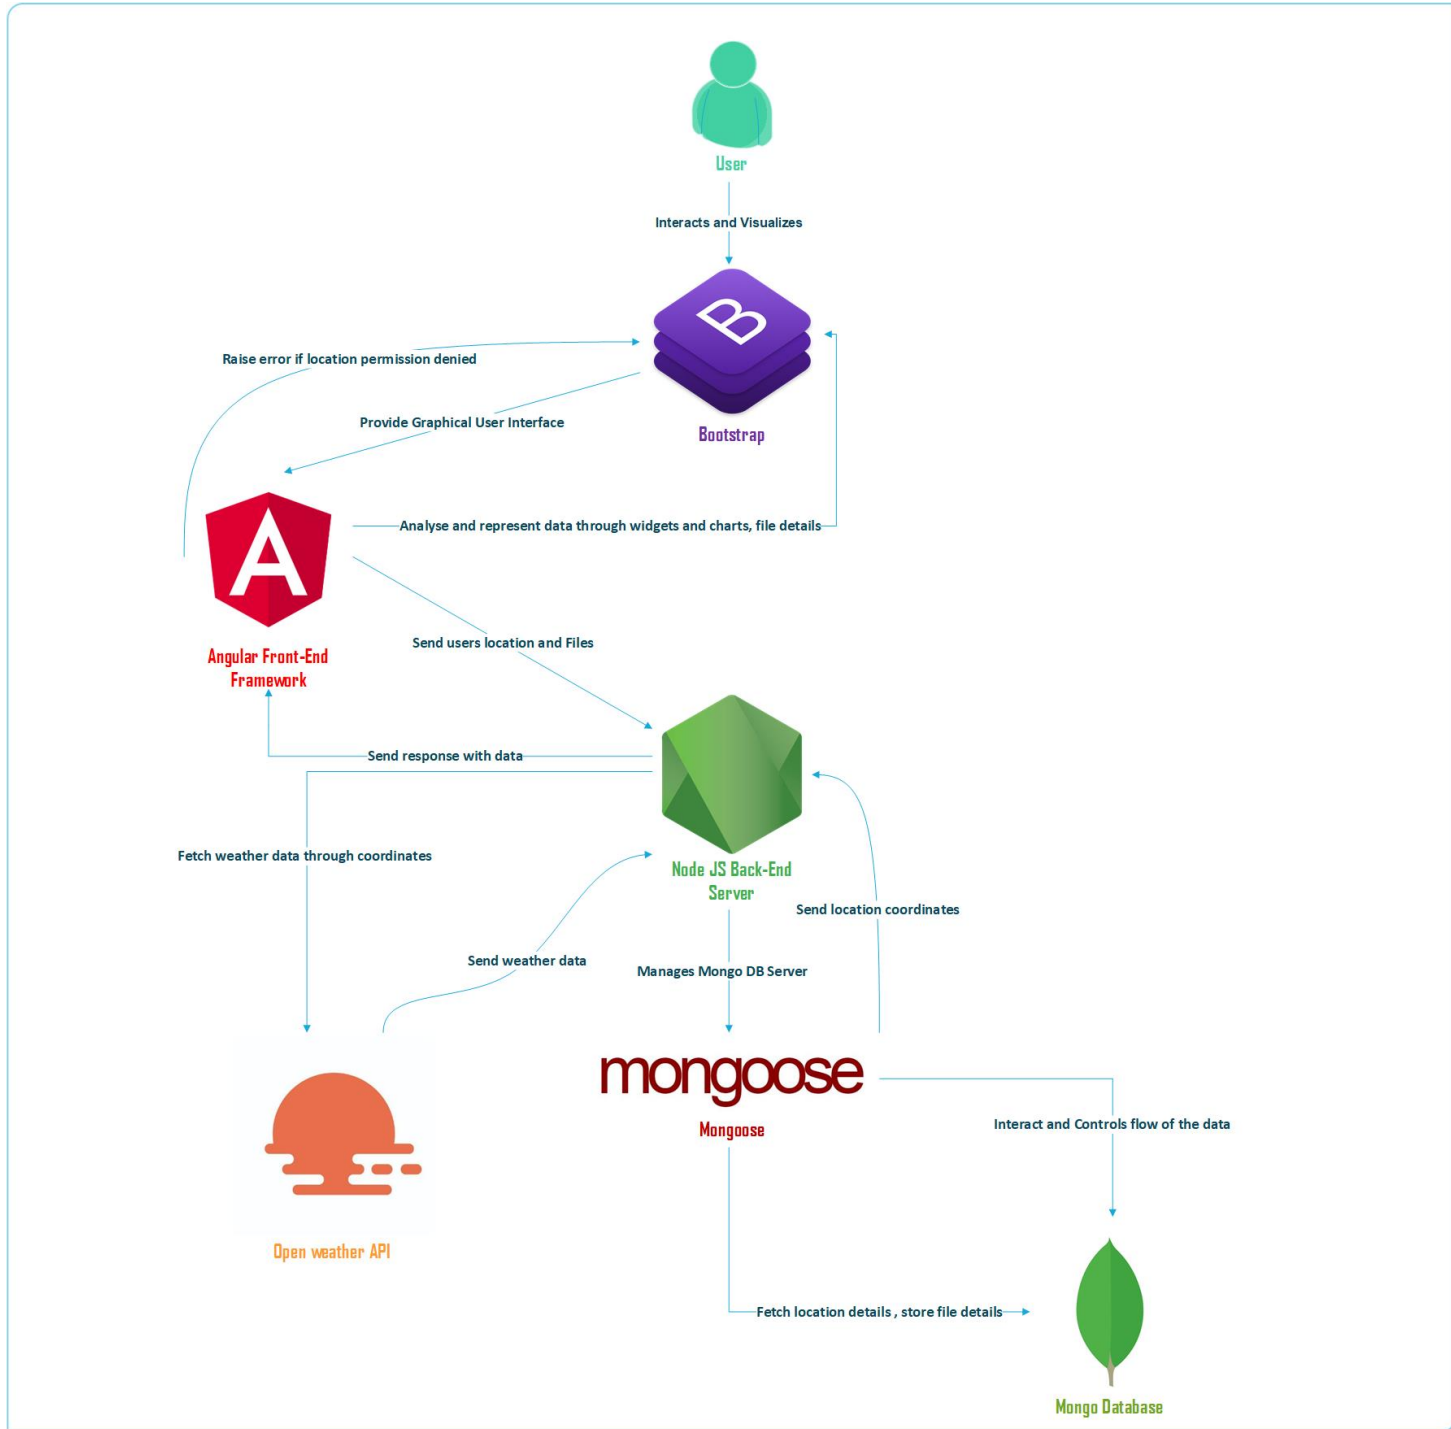 User
Interacts and Visualizes
B
Raise error if location permission denied
Provide Graphical User Interface
Bootstrap
A
Analyse and represent data through widgets and charts, file details
Send users location and Files
Angular Front-End
Framework
Send response with data
Fetch weather data through coordinates
Node JS Back-End
Server
Send location coordinates
Send weather data
Manages Mongo DB Server
mongoose
Mongoose
Interact and Controls flow of the data
Open weather API
Fetch location details , store file details
Mongo Database